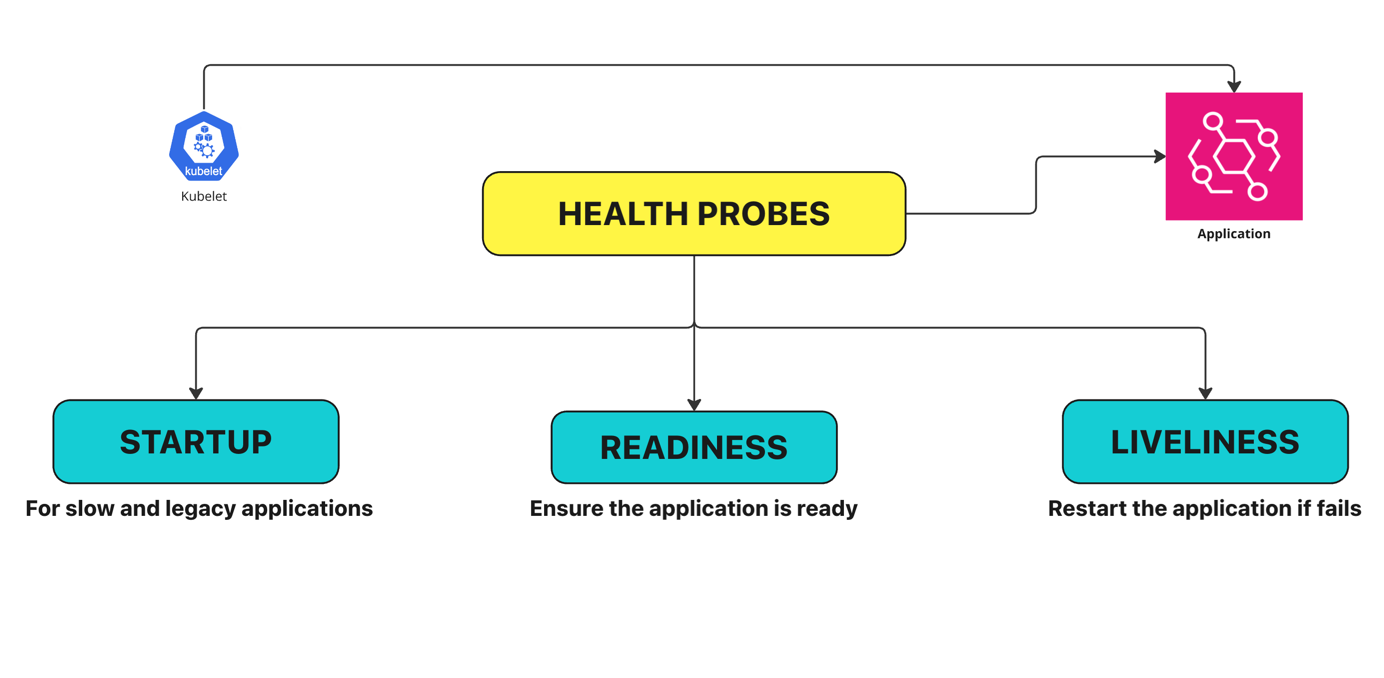 kubelet
Kubelet
HEALTH PROBES
Application
STARTUP
For slow and legacy applications
READINESS
Ensure the application is ready
LIVELINESS
Restart the application if fails